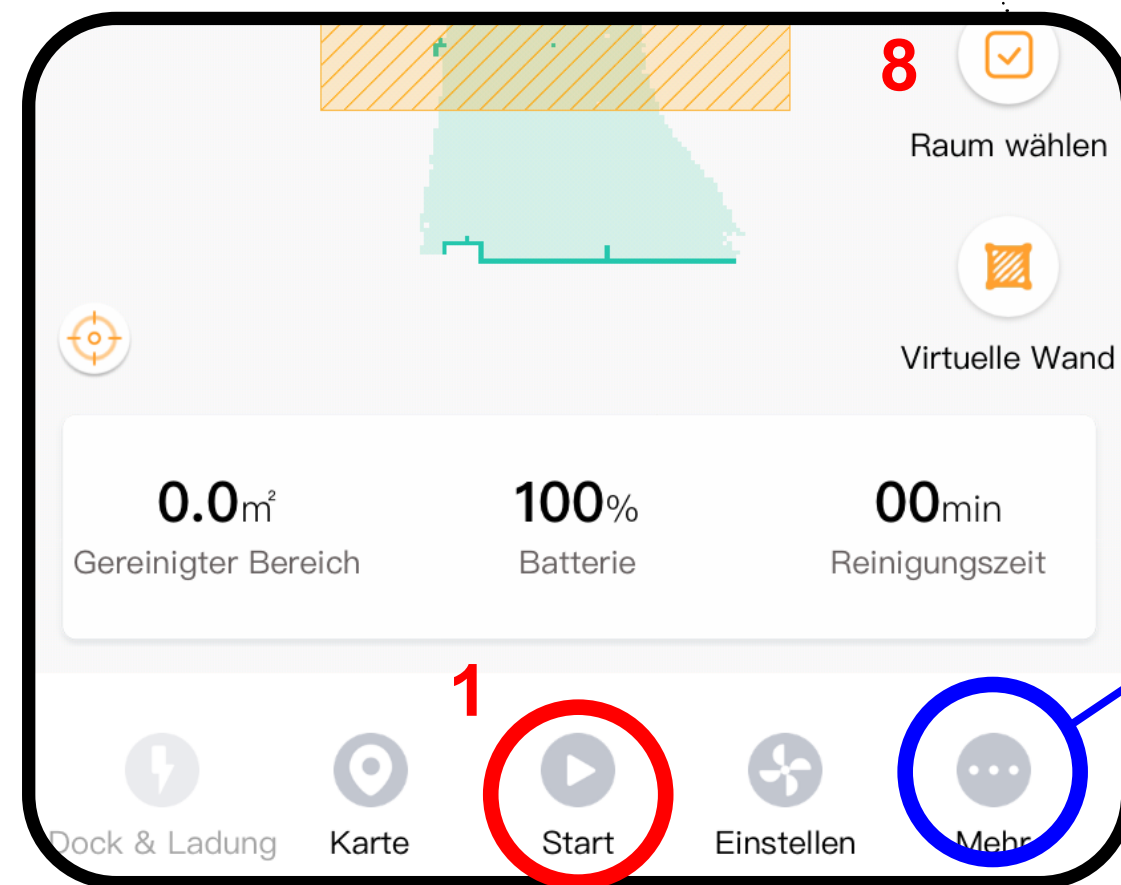 8
Raum wählen
Virtuelle Wand
0.0㎡ 100% 00min
Gereinigter Bereich Batterie Reinigungszeit
1
Dock & Ladung Karte Start Einstellen Mehr